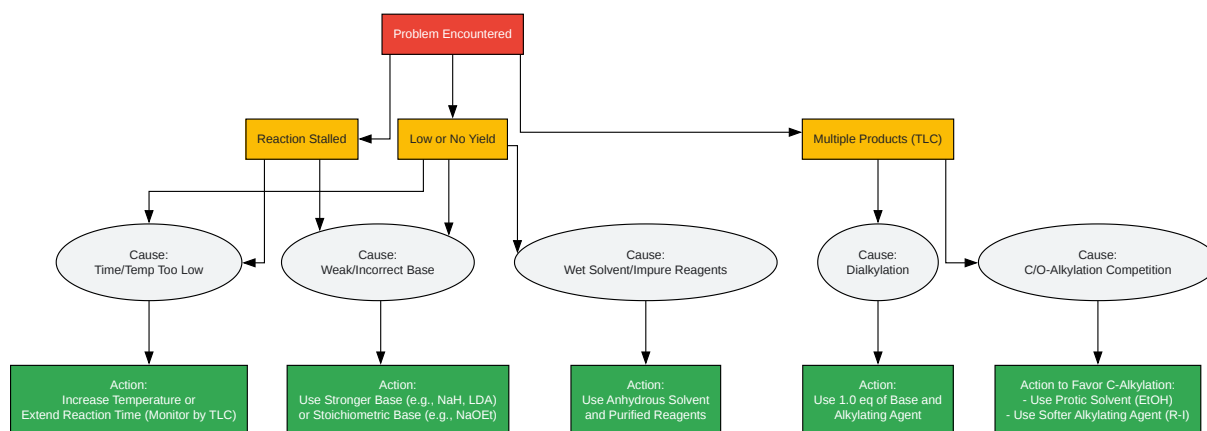 Problem Encountered
Reaction Stalled
Low or No Yield
Multiple Products (TLC)
Cause:
Time/Temp Too Low
Cause:
Weak/Incorrect Base
Cause:
Wet Solvent/Impure Reagents
Cause:
Dialkylation
Cause:
C/O-Alkylation Competition
Action:
Increase Temperature or
Extend Reaction Time (Monitor by TLC)
Action:
Use Stronger Base (e.g., NaH, LDA)
or Stoichiometric Base (e.g., NaOEt)
Action:
Use Anhydrous Solvent
and Purified Reagents
Action:
Use 1.0 eq of Base and
Alkylating Agent
Action to Favor C-Alkylation:
- Use Protic Solvent (EtOH)
- Use Softer Alkylating Agent (R-I)